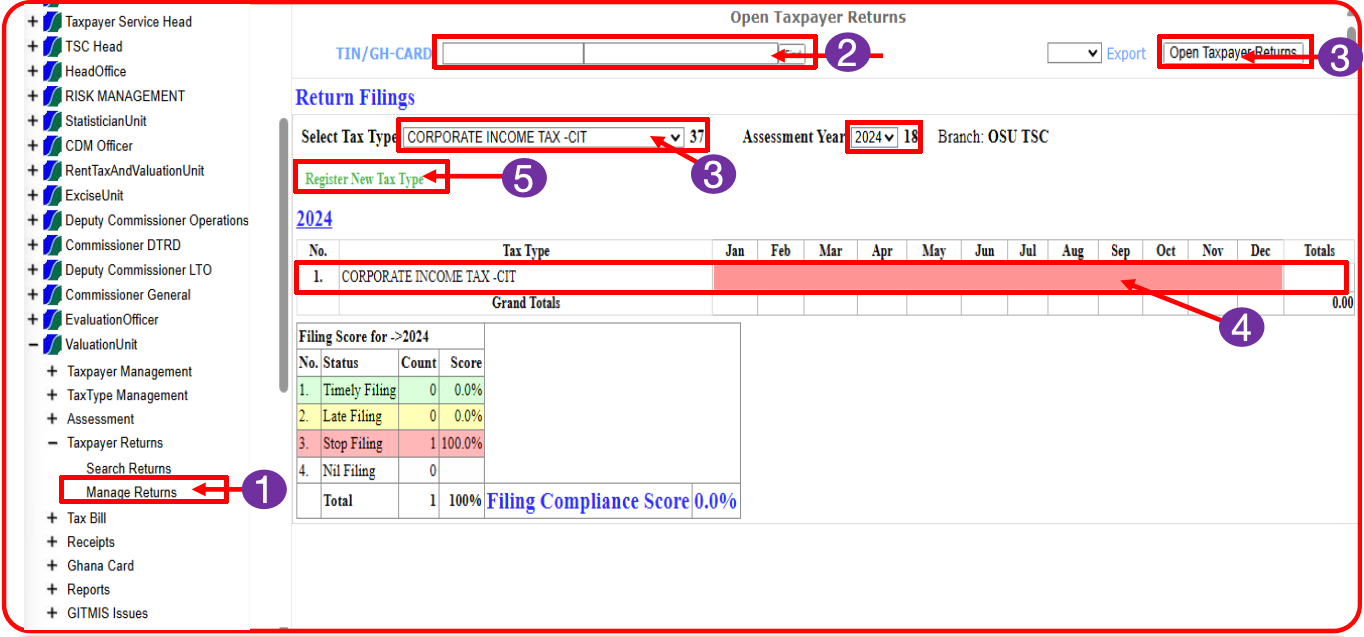 Taxpayer Service Head
TSC Head
HeadOffice
RISK MANAGEMENT
StatisticianUnit
CDM Officer
RentTaxAndValuationUnit
ExciseUnit
Deputy Commissioner Operations
Commissioner DTRD
Deputy Commissioner LTO
Commissioner General
EvaluationOfficer
ValuationUnit
Taxpayer Management
TaxType Management
Assessment
Taxpayer Returns
Search Returns
Manage Returns
1
Tax Bill
Receipts
Ghana Card
Reports
GITMIS Issues
Open Taxpayer Returns
TIN/GH-CARD 2 Export Open Taxpayer Returns 3
Return Filings
Select Tax Type CORPORATE INCOME TAX -CIT 37 Assessment Year 2024 18 Branch: OSU TSC
3
Register New Tax Type 5
2024
No. Tax Type Jan Feb Mar Apr May Jun Jul Aug Sep Oct Nov Dec Totals
1. CORPORATE INCOME TAX -CIT
Grand Totals 0.00
4
Filing Score for ->2024
No. Status Count Score
1. Timely Filing 0 0.0%
2. Late Filing 0 0.0%
3. Stop Filing 1 100.0%
4. Nil Filing 0
Total 1 100% Filing Compliance Score 0.0%